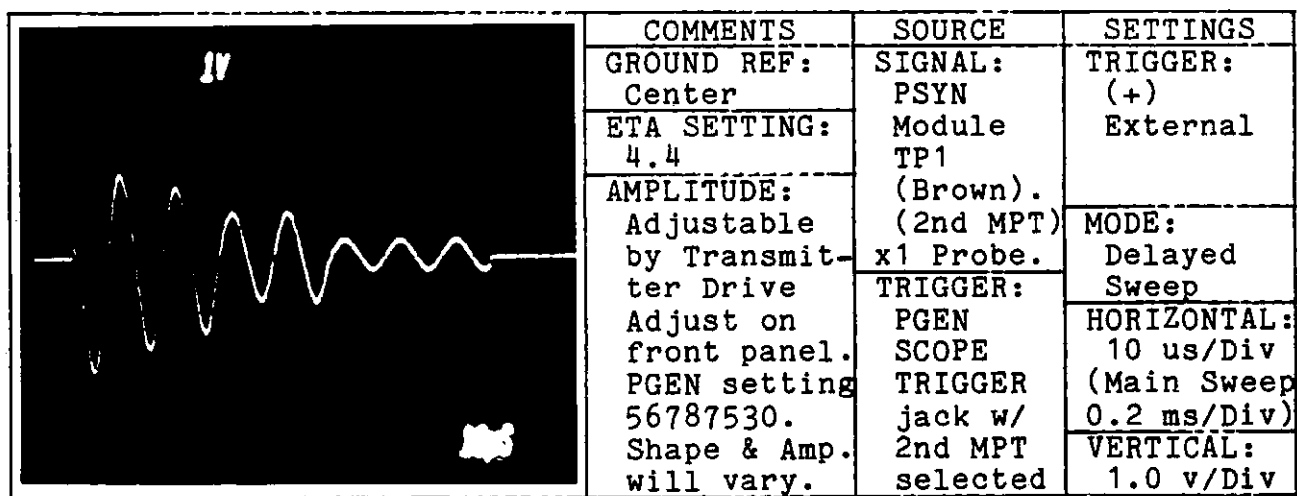 1V
COMMENTS
GROUND REF:
Center
ETA SETTING:
4.4
AMPLITUDE:
Adjustable
by Transmit-
ter Drive
Adjust on
front panel.
PGEN setting
56787530.
Shape & Amp.
will vary.
SOURCE
SIGNAL:
PSYN
Module
TP1
(Brown).
(2nd MPT)
x1 Probe.
TRIGGER:
PGEN
SCOPE
TRIGGER
jack w/
2nd MPT
selected
SETTINGS
TRIGGER:
(+)
External
MODE:
Delayed
Sweep
HORIZONTAL:
10 us/Div
(Main Sweep
0.2 ms/Div)
VERTICAL:
1.0 v/Div